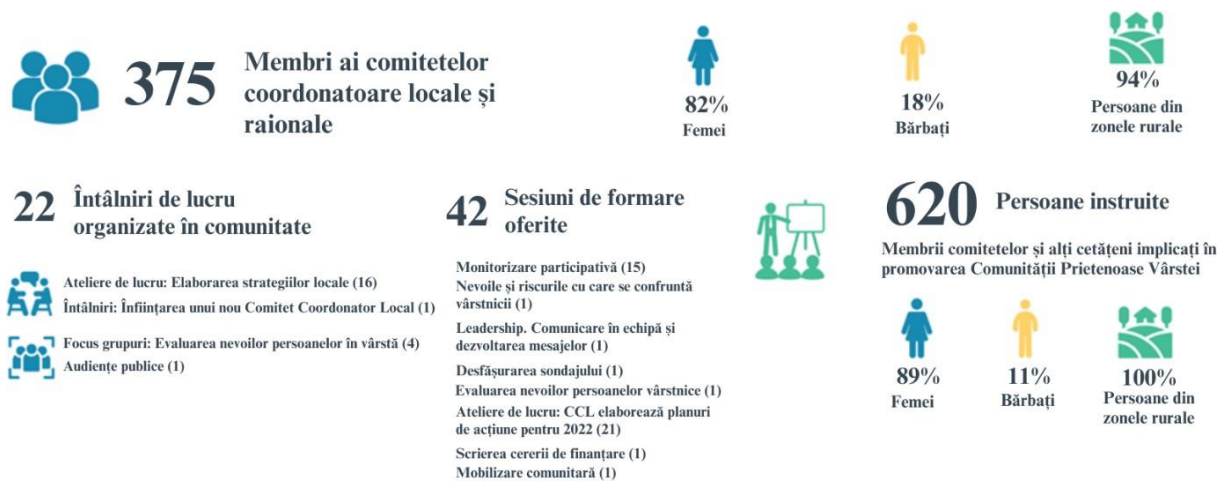 375
Membri ai comitetelor
coordonatoare locale și
raionale
82%
Femei
18%
Bărbați
94%
Persoane din
zonele rurale
22
Întâlniri de lucru
organizate în comunitate
Ateliere de lucru: Elaborarea strategiilor locale (16)
Întâlniri: Înființarea unui nou Comitet Coordonator Local (1)
Focus grupuri: Evaluarea nevoilor persoanelor în vârstă (4)
Audiențe publice (1)
42
Sesiuni de formare
oferite
Monitorizare participativă (15)
Nevoile și riscurile cu care se confruntă
vârstnicii (1)
Leadership. Comunicare în echipă și
dezvoltarea mesajelor (1)
Desfășurarea sondajului (1)
Evaluarea nevoilor persoanelor vârstnice (1)
Ateliere de lucru: CCL elaborează planuri
de acțiune pentru 2022 (21)
Scrierea cererii de finanțare (1)
Mobilizare comunitară (1)
620
Persoane instruite
Membrii comitetelor și alți cetățeni implicați în
promovarea Comunității Prietenoase Vârstei
89%
Femei
11%
Bărbați
100%
Persoane din
zonele rurale